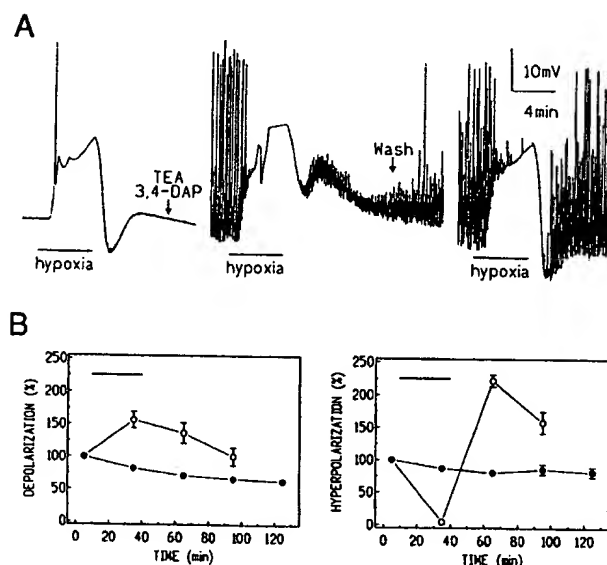 A
10mV
4min
TEA
3,4-DAP
Wash
hypoxia
hypoxia
hypoxia
B
DEPOLARIZATION (%)
250
200
150
100
50
0
0 20 40 60 80 100 120
TIME (min)
HYPERPOLARIZATION (%)
250
200
150
100
50
0
0 20 40 60 80 100 120
TIME (min)